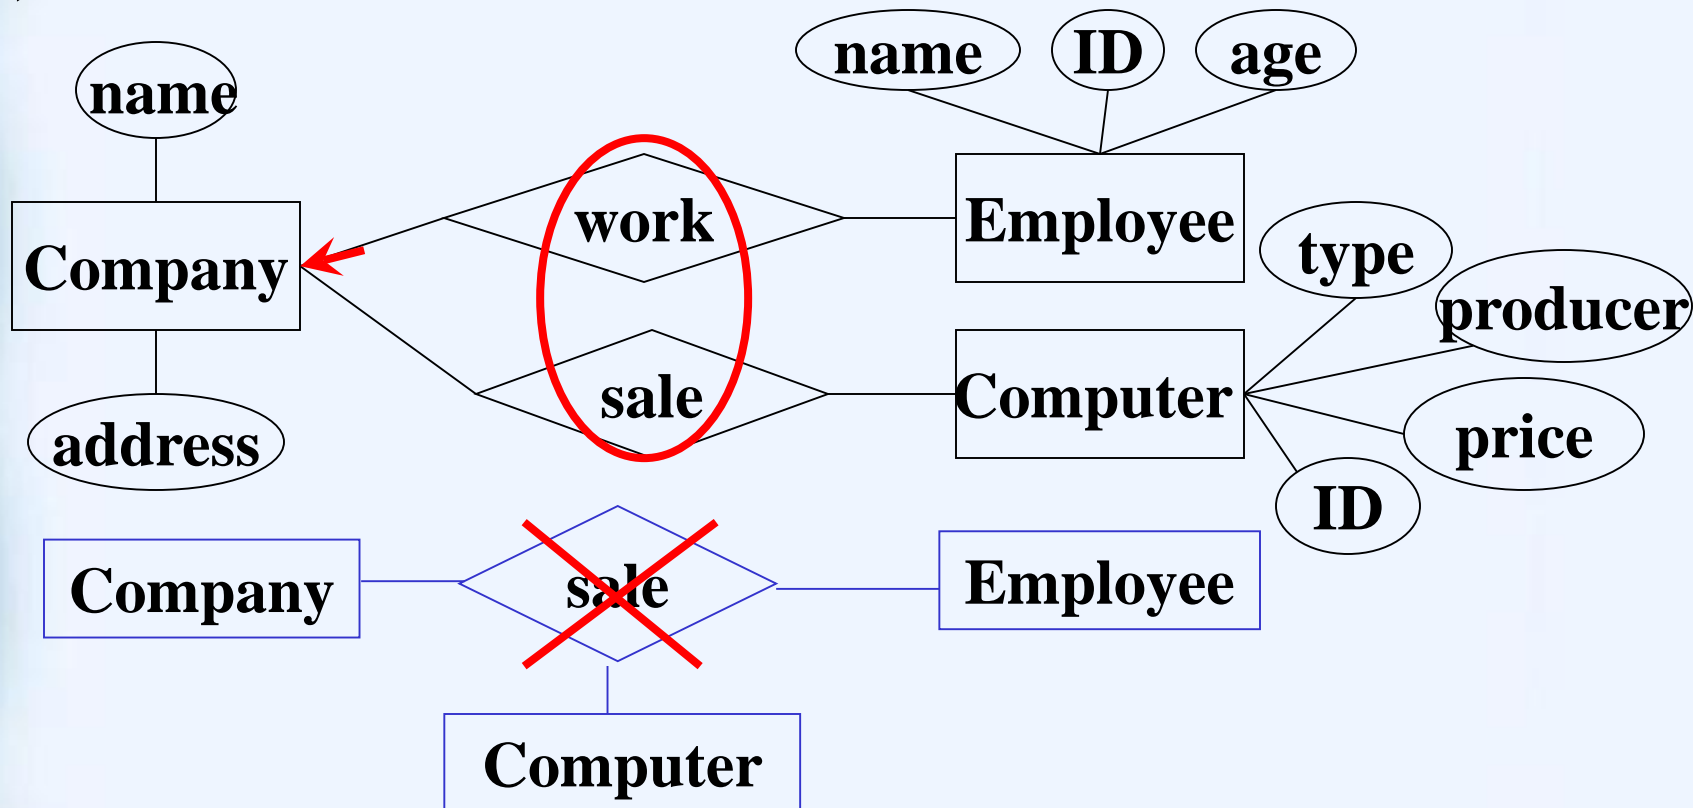 name
ID
age
name
work
Employee
type
Company
producer
sale
Computer
price
address
ID
Company
sale
Employee
Computer